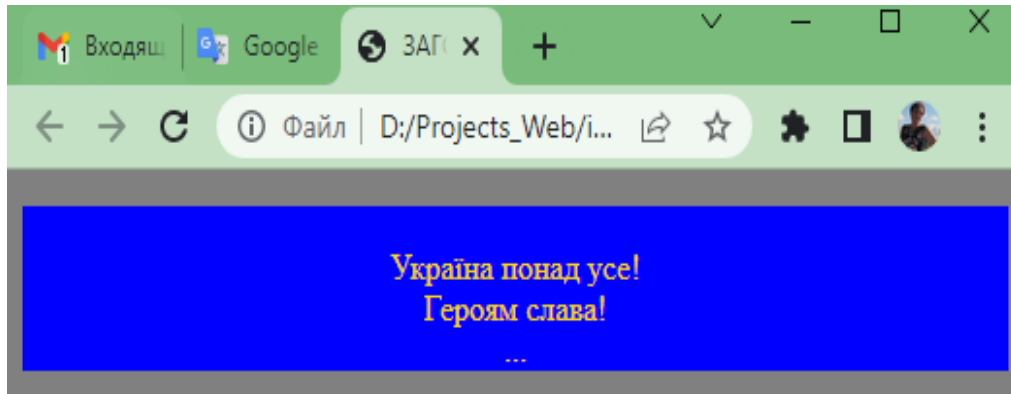 Входящ Google ЗАГ
Файл D:/Projects_Web/i...
Україна понад усе!
Героям слава!
...